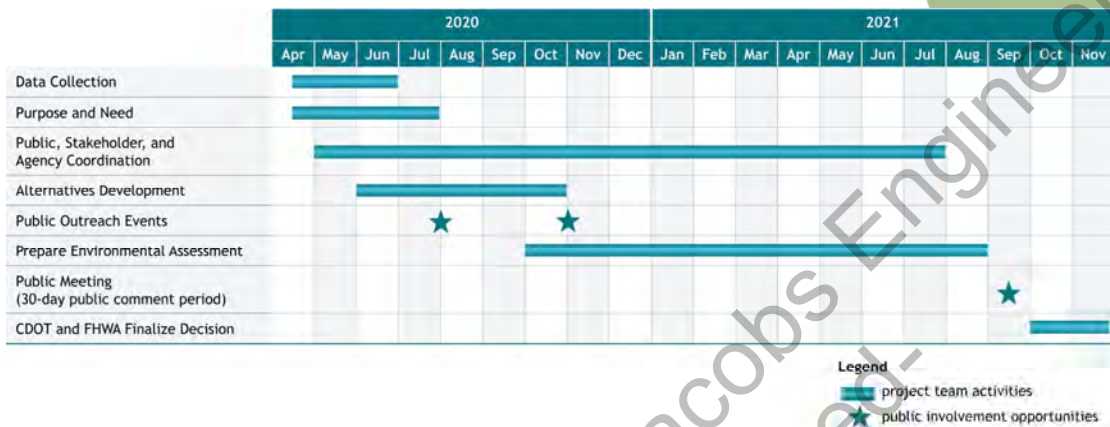 2020 2021
Apr May Jun Jul Aug Sep Oct Nov Dec Jan Feb Mar Apr May Jun Jul Aug Sep Oct Nov
Data Collection
Purpose and Need
Public, Stakeholder, and
Agency Coordination
Alternatives Development
Public Outreach Events
Prepare Environmental Assessment
Public Meeting
(30-day public comment period)
CDOT and FHWA Finalize Decision
Legend
project team activities
public involvement opportunities